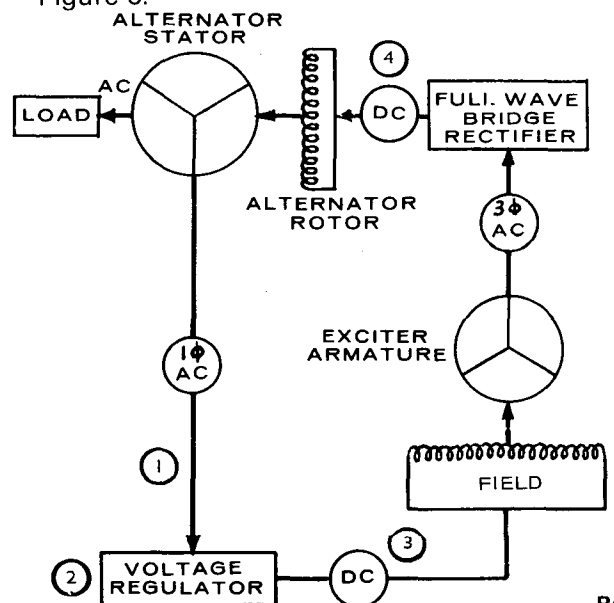 Figure
ALTERNATOR
STATOR
AC
LOAD
DC
4
FULL WAVE
BRIDGE
RECTIFIER
ALTERNATOR
ROTOR
3ϕ
AC
EXCITER
ARMATURE
1ϕ
AC
FIELD
1
2
VOLTAGE
REGULATOR
DC
3